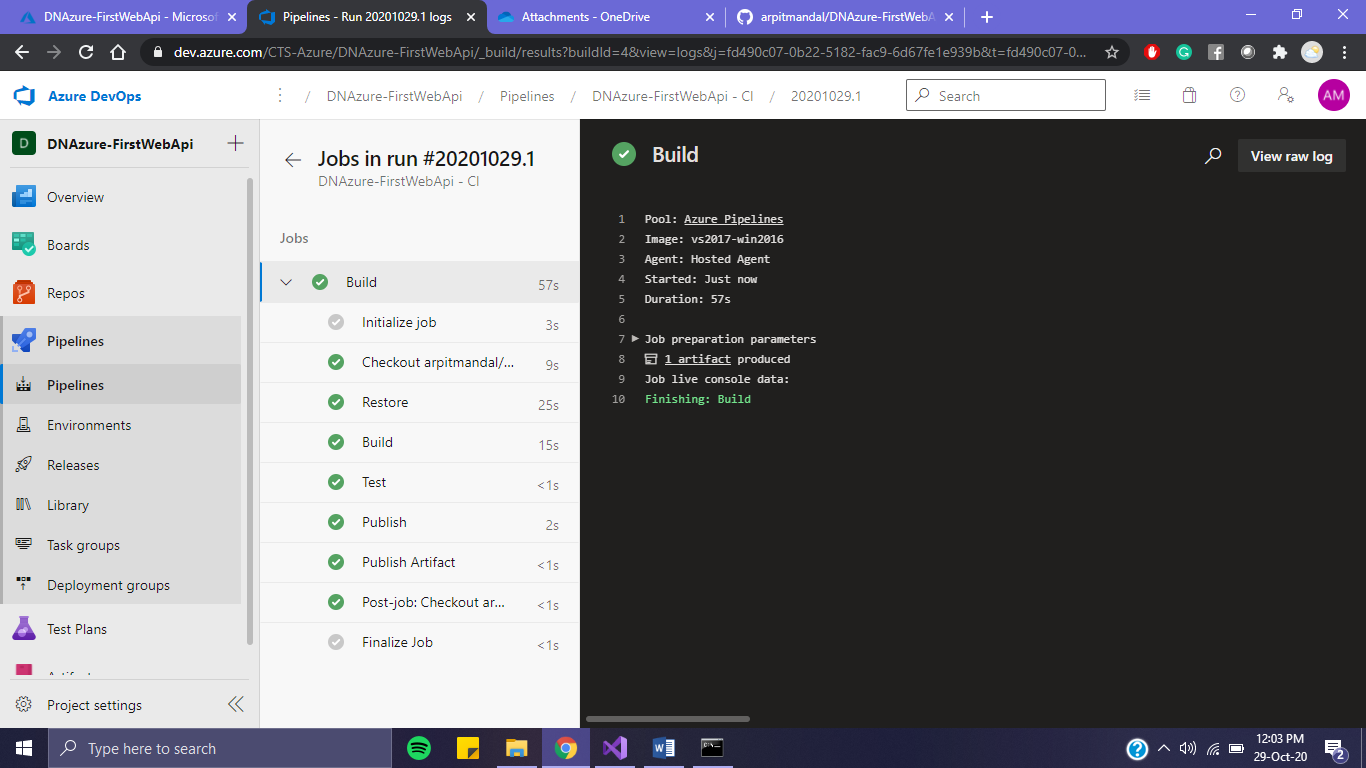 DNAzure-FirstWebApi - Microsof
Pipelines - Run 20201029.1 logs
Attachments - OneDrive
arpitmandal/DNAzure-FirstWebA
dev.azure.com/CTS-Azure/DNAzure-FirstWebApi/_build/results?buildId=4&view=logs&j=fd490c07-0b22-5182-fac9-6d67fe1e939b&t=fd490c07-0...
Azure DevOps
/ DNAzure-FirstWebApi / Pipelines / DNAzure-FirstWebApi - CI / 20201029.1
Search
AM
D DNAzure-FirstWebApi
Overview
Boards
Repos
Pipelines
Pipelines
Environments
Releases
Library
Task groups
Deployment groups
Test Plans
Project settings
Jobs in run #20201029.1
DNAzure-FirstWebApi - CI
Jobs
Build 57s
Initialize job 3s
Checkout arpitmandal/... 9s
Restore 25s
Build 15s
Test <1s
Publish 2s
Publish Artifact <1s
Post-job: Checkout ar... <1s
Finalize Job <1s
Build
View raw log
1 Pool: Azure Pipelines
2 Image: vs2017-win2016
3 Agent: Hosted Agent
4 Started: Just now
5 Duration: 57s
6
7 Job preparation parameters
8 1 artifact produced
9 Job live console data:
10 Finishing: Build
Type here to search
12:03 PM
29-Oct-20
2